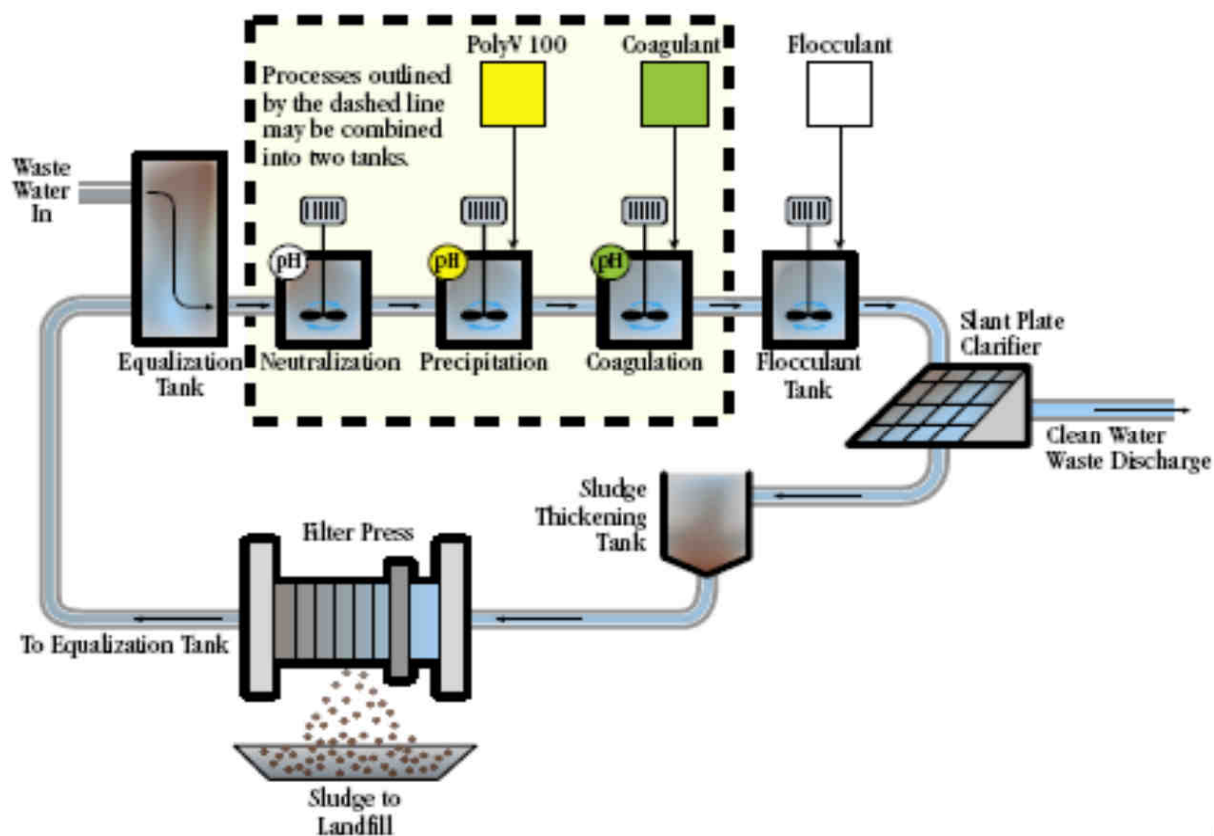 PolyV 100
Coagulant
Flocculant
Processes outlined
by the dashed line
may be combined
into two tanks.
Waste
Water
In
pH
pH
pH
Equalization
Tank
Neutralization
Precipitation
Coagulation
Flocculant
Tank
Slant Plate
Clarifier
Clean Water
Waste Discharge
Sludge
Thickening
Tank
Filter Press
To Equalization Tank
Sludge to
Landfill